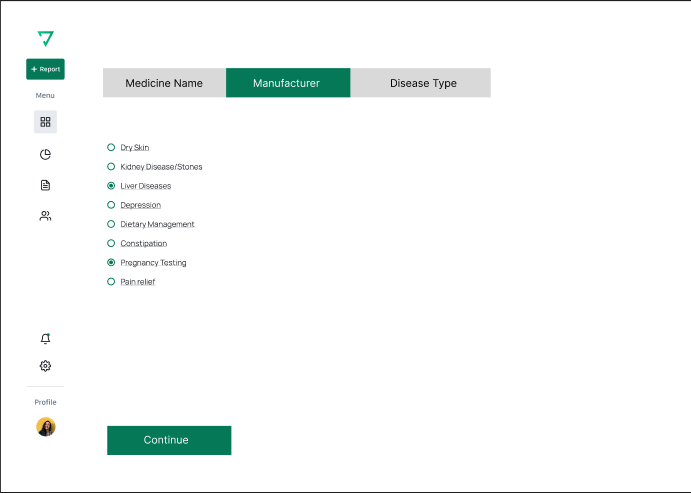 + Report
Menu
Medicine Name Manufacturer Disease Type
Dry Skin
Kidney Disease/Stones
Liver Diseases
Depression
Dietary Management
Constipation
Pregnancy Testing
Pain relief
Profile
Continue